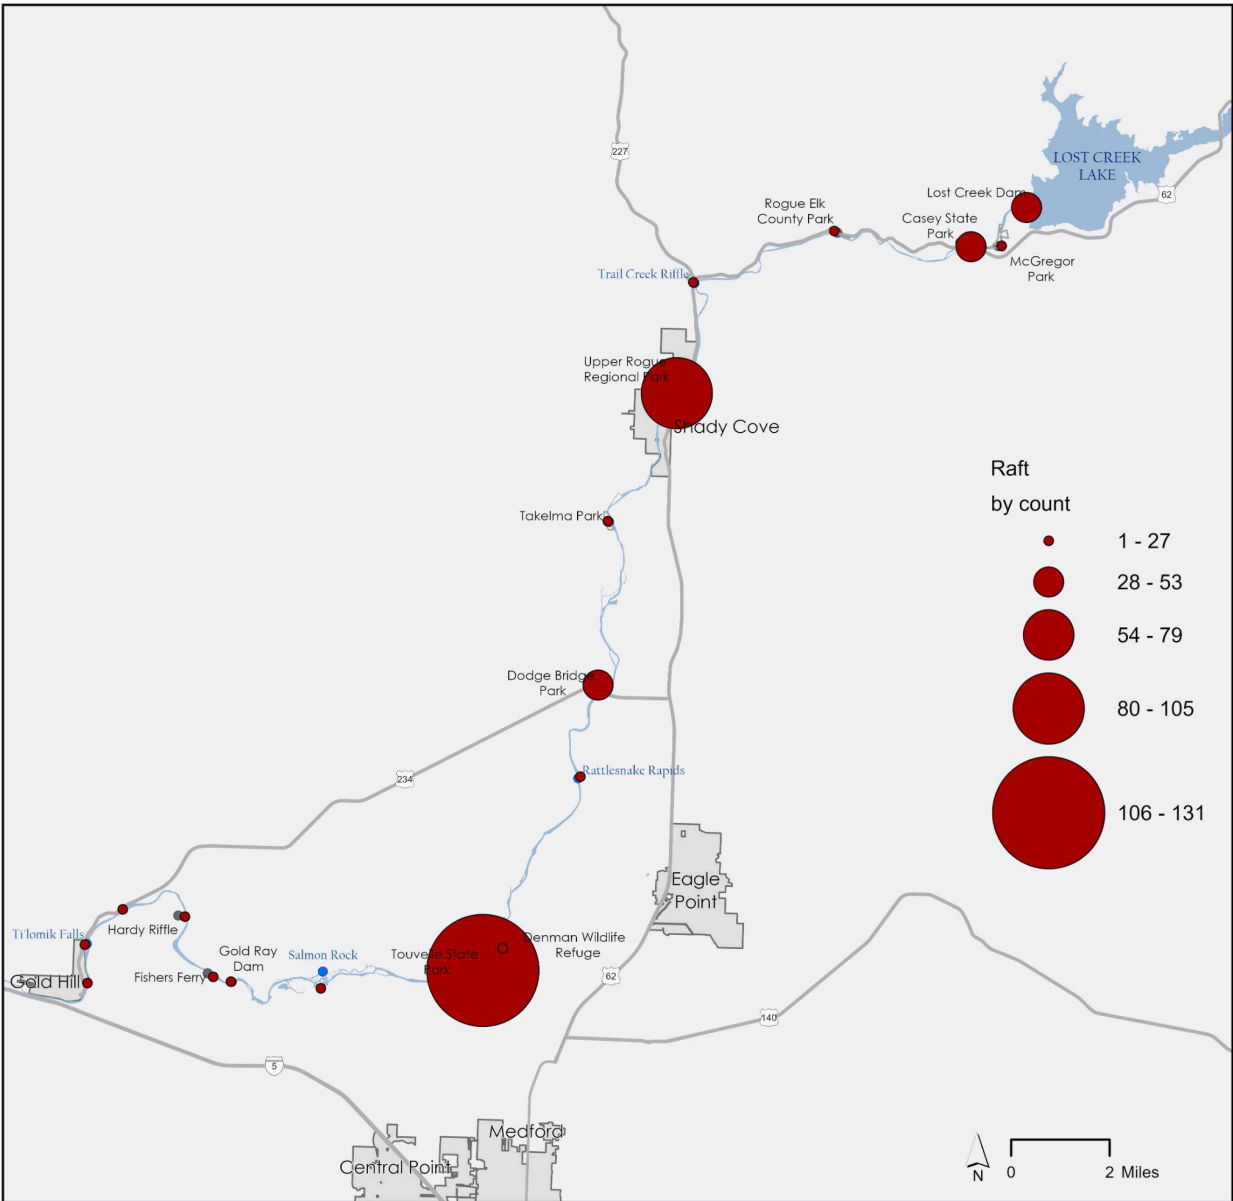 227
LOST CREEK
LAKE
62
Lost Creek Dam
Rogue Elk
County Park
Casey State
Park
McGregor
Park
Trail Creek Riffle
Upper Rogue
Regional Park
Shady Cove
Raft
by count
1 - 27
28 - 53
54 - 79
80 - 105
106 - 131
Takelma Park
Dodge Bridge
Park
234
Rattlesnake Rapids
Eagle
Point
Ti'lomik Falls
Hardy Riffle
Gold Ray
Dam
Salmon Rock
Touvelle State
Park
Denman Wildlife
Refuge
Gold Hill
Fishers Ferry
62
140
5
Medford
Central Point
N
0
2 Miles